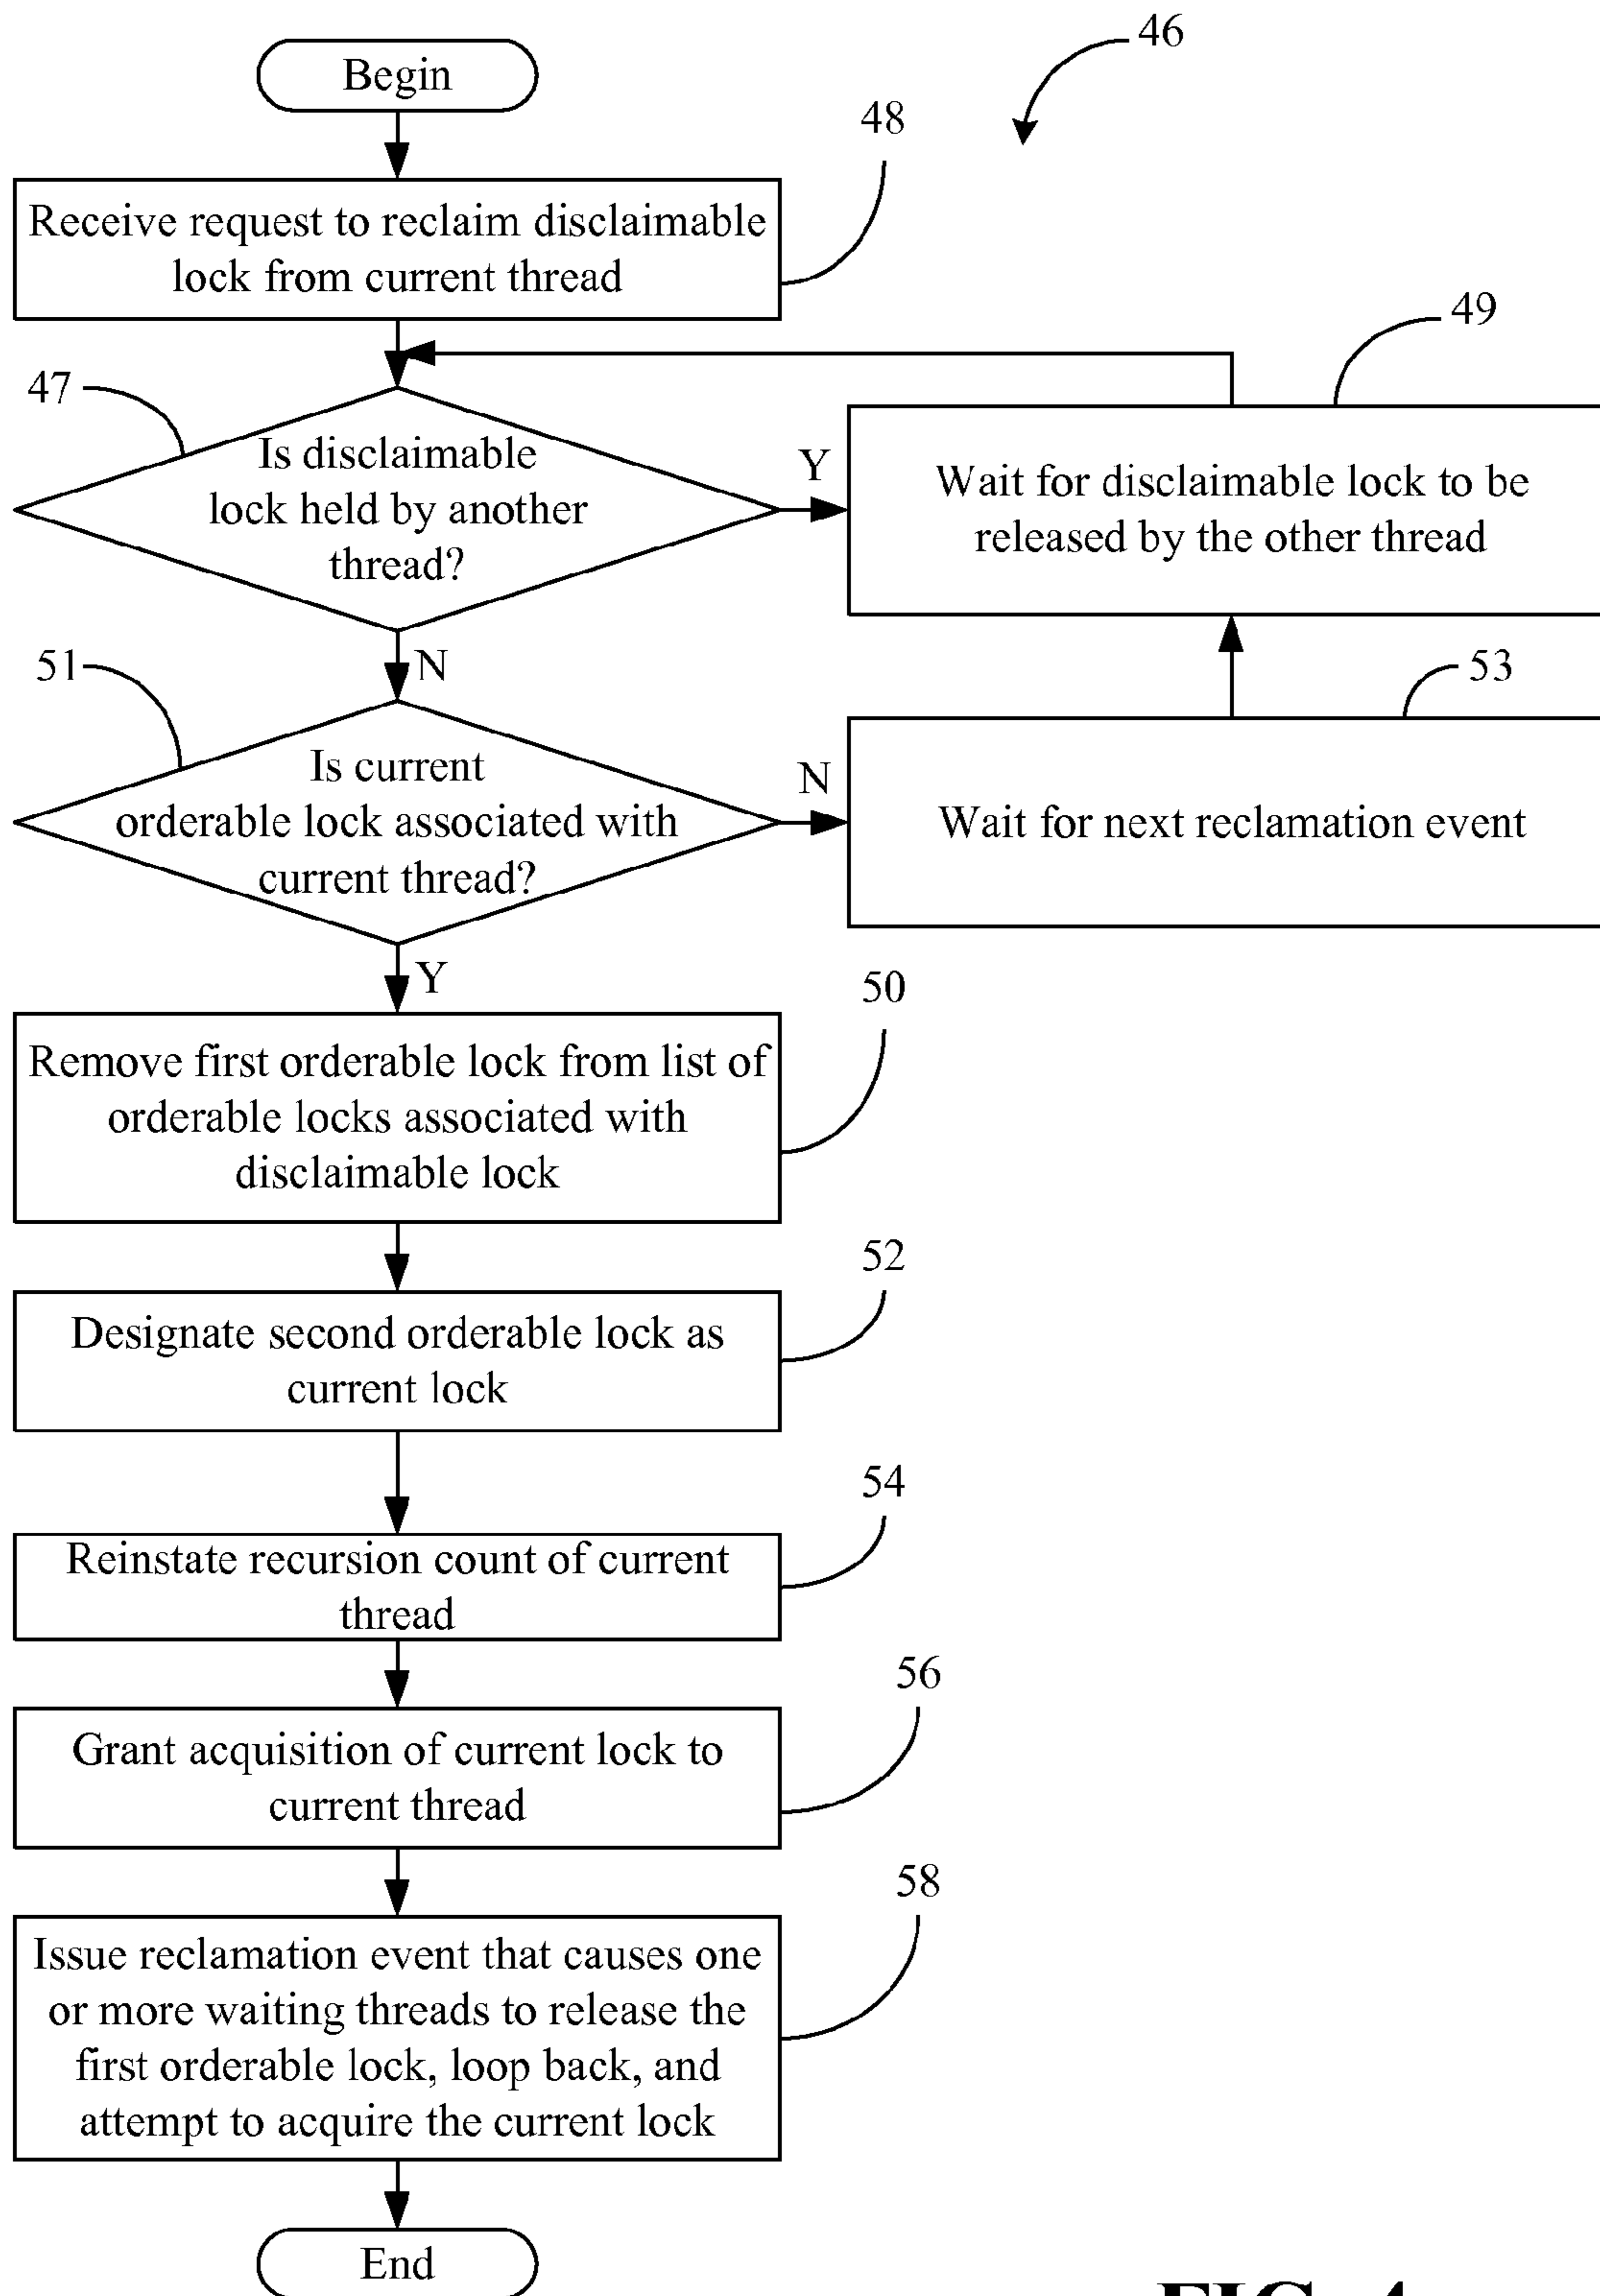 46
Begin
48
Receive request to reclaim disclaimable
lock from current thread
49
47
Is disclaimable
lock held by another
thread?
Y
Wait for disclaimable lock to be
released by the other thread
N
51
53
Is current
orderable lock associated with
current thread?
N
Wait for next reclamation event
Y
50
Remove first orderable lock from list of
orderable locks associated with
disclaimable lock
52
Designate second orderable lock as
current lock
54
Reinstate recursion count of current
thread
56
Grant acquisition of current lock to
current thread
58
Issue reclamation event that causes one
or more waiting threads to release the
first orderable lock, loop back, and
attempt to acquire the current lock
End